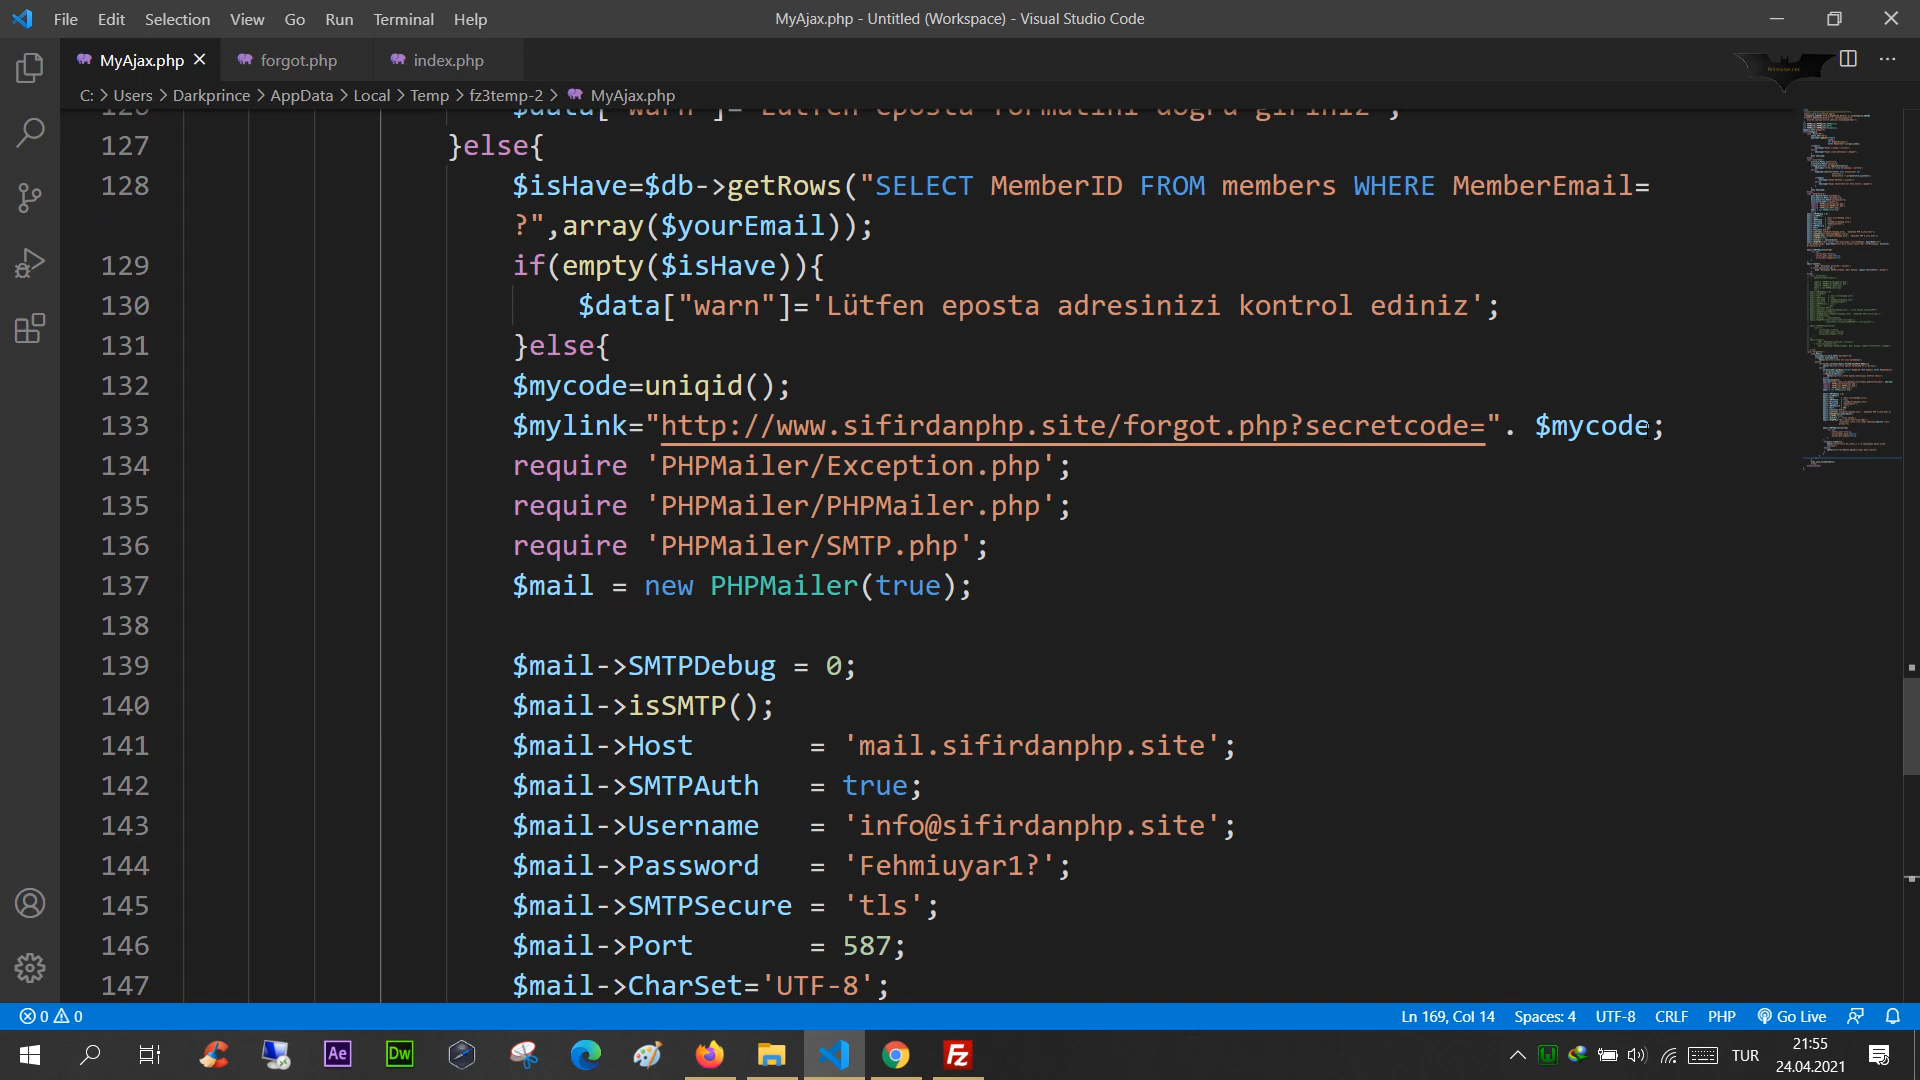 File Edit Selection View Go Run Terminal Help
MyAjax.php - Untitled (Workspace) - Visual Studio Code
MyAjax.php forgot.php index.php
C: > Users > Darkprince > AppData > Local > Temp > fz3temp-2 > MyAjax.php
127 }else{
128 $isHave=$db->getRows("SELECT MemberID FROM members WHERE MemberEmail=
?",array($yourEmail));
129 if(empty($isHave)){
130 $data["warn"]='Lütfen eposta adresinizi kontrol ediniz';
131 }else{
132 $mycode=uniqid();
133 $mylink="http://www.sifirdanphp.site/forgot.php?secretcode=". $mycode;
134 require 'PHPMailer/Exception.php';
135 require 'PHPMailer/PHPMailer.php';
136 require 'PHPMailer/SMTP.php';
137 $mail = new PHPMailer(true);
138
139 $mail->SMTPDebug = 0;
140 $mail->isSMTP();
141 $mail->Host = 'mail.sifirdanphp.site';
142 $mail->SMTPAuth = true;
143 $mail->Username = 'info@sifirdanphp.site';
144 $mail->Password = 'Fehmiuyar1?';
145 $mail->SMTPSecure = 'tls';
146 $mail->Port = 587;
147 $mail->CharSet='UTF-8';
0 0
Ln 169, Col 14 Spaces: 4 UTF-8 CRLF PHP Go Live
Ae Dw Fz
TUR
21:55
24.04.2021